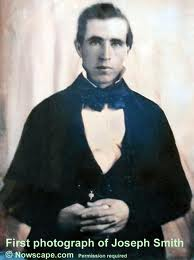 First photograph of Joseph Smith
© Nowscape.com Permission required